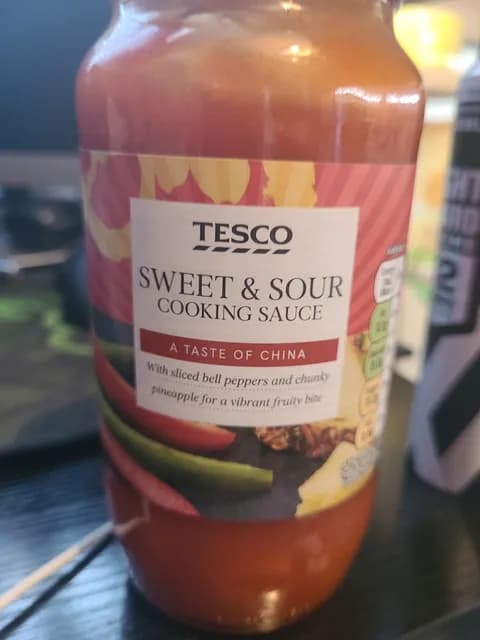 TESCO
SWEET & SOUR
COOKING SAUCE
A TASTE OF CHINA
With sliced bell peppers and chunky
pineapple for a vibrant fruity bite